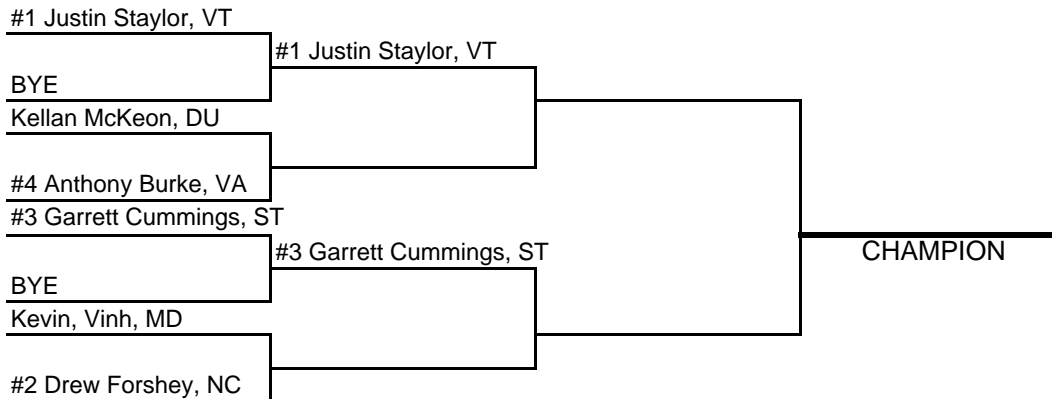 #1 Justin Staylor, VT
#1 Justin Staylor, VT
BYE
Kellan McKeon, DU
#4 Anthony Burke, VA
#3 Garrett Cummings, ST
#3 Garrett Cummings, ST
CHAMPION
BYE
Kevin, Vinh, MD
#2 Drew Forshey, NC